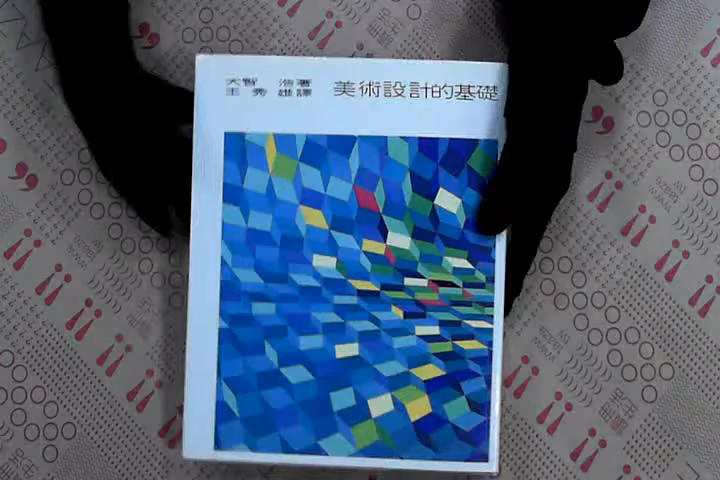 大智 浩著
王秀雄譯
美術設計的基礎